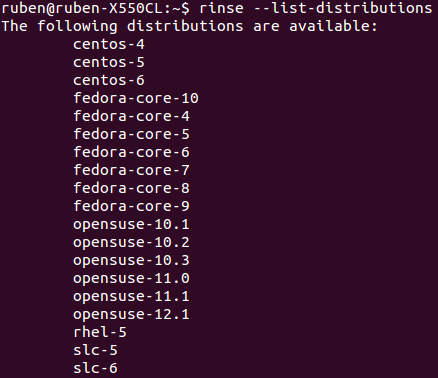 ruben@ruben-X550CL:~$ rinse --list-distributions
The following distributions are available:
centos-4
centos-5
centos-6
fedora-core-10
fedora-core-4
fedora-core-5
fedora-core-6
fedora-core-7
fedora-core-8
fedora-core-9
opensuse-10.1
opensuse-10.2
opensuse-10.3
opensuse-11.0
opensuse-11.1
opensuse-12.1
rhel-5
slc-5
slc-6